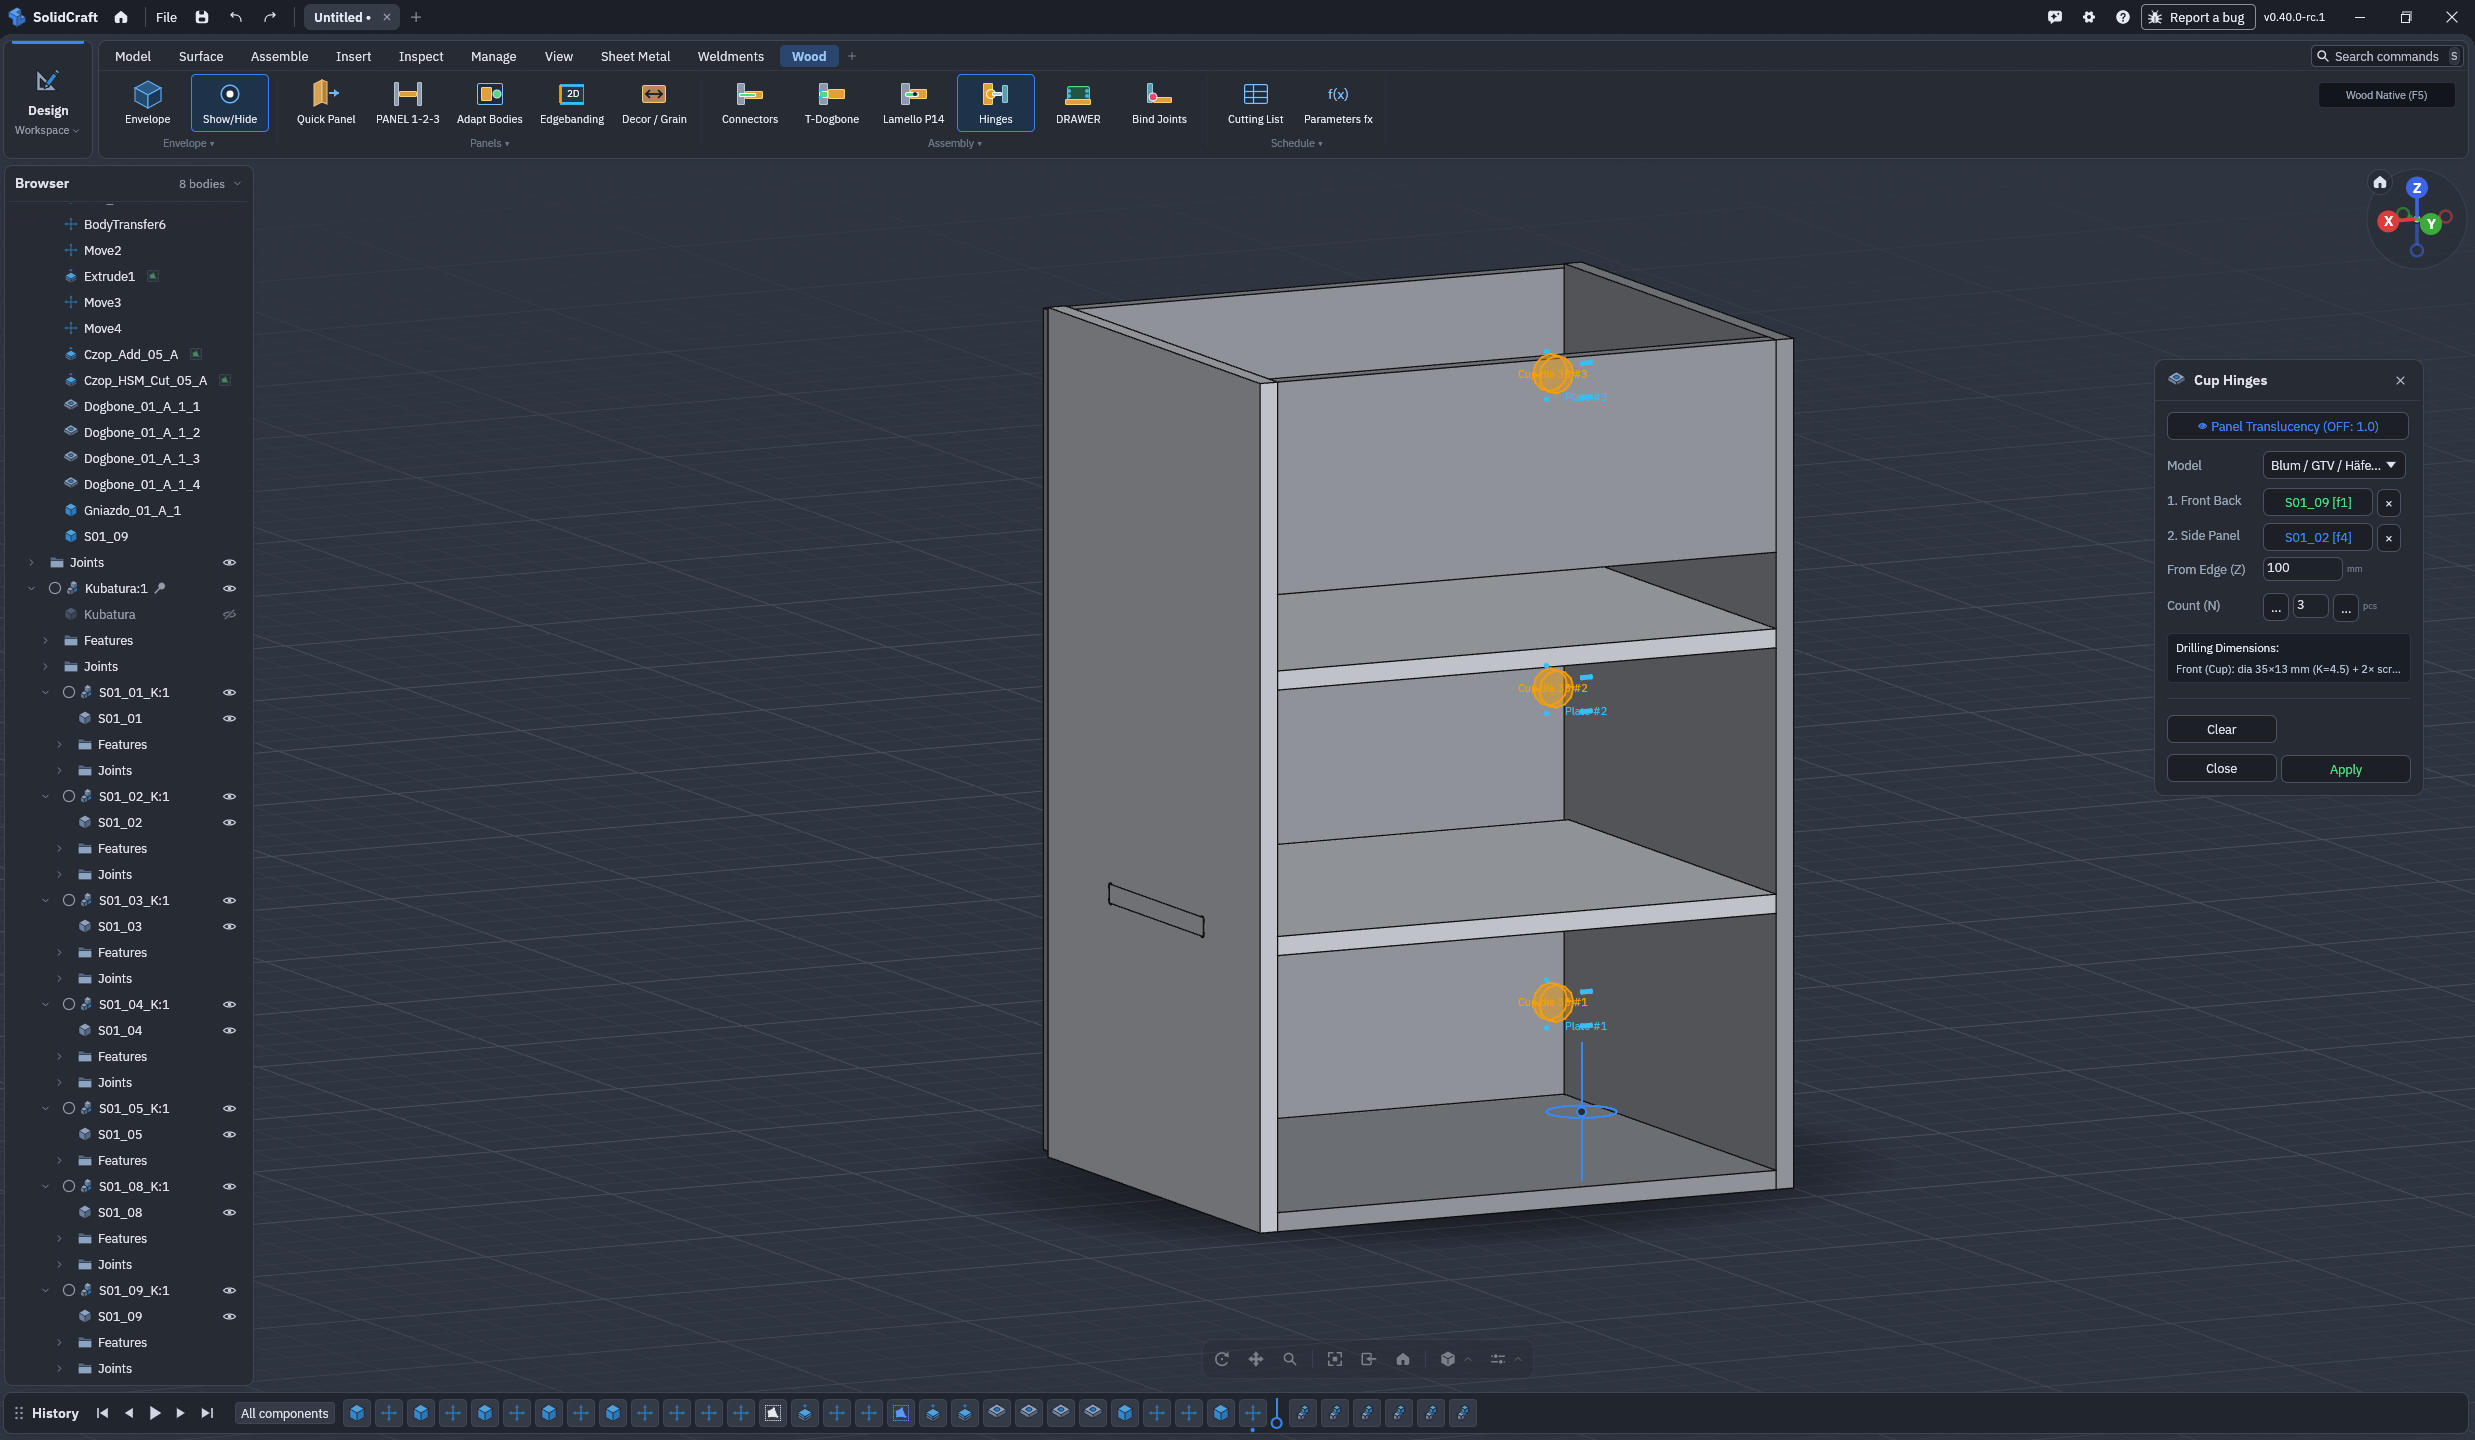 SolidCraft
File
Untitled •
Report a bug
v0.40.0-rc.1
Design
Workspace
Model
Surface
Assemble
Insert
Inspect
Manage
View
Sheet Metal
Weldments
Wood
Search commands
S
Envelope
Show/Hide
Quick Panel
PANEL 1-2-3
Adapt Bodies
2D
Edgebanding
Decor / Grain
Connectors
T-Dogbone
Lamello P14
Hinges
DRAWER
Bind Joints
Cutting List
f(x)
Parameters fx
Wood Native (F5)
Envelope
Panels
Assembly
Schedule
Browser
8 bodies
BodyTransfer6
Move2
Extrude1
Move3
Move4
Czop_Add_05_A
Czop_HSM_Cut_05_A
Dogbone_01_A_1_1
Dogbone_01_A_1_2
Dogbone_01_A_1_3
Dogbone_01_A_1_4
Gniazdo_01_A_1
S01_09
Joints
Kubatura:1
Kubatura
Features
Joints
S01_01_K:1
S01_01
Features
Joints
S01_02_K:1
S01_02
Features
Joints
S01_03_K:1
S01_03
Features
Joints
S01_04_K:1
S01_04
Features
Joints
S01_05_K:1
S01_05
Features
S01_08_K:1
S01_08
Features
Joints
S01_09_K:1
S01_09
Features
Joints
Z
X
Y
#3
#2
Plate #2
#1
Plate #1
Cup Hinges
Panel Translucency (OFF: 1.0)
Model
Blum / GTV / Häfe...
1. Front Back
S01_09 [f1]
×
2. Side Panel
S01_02 [f4]
×
From Edge (Z)
100
mm
Count (N)
...
3
...
pcs
Drilling Dimensions:
Front (Cup): dia 35×13 mm (K=4.5) + 2× scr...
Clear
Close
Apply
History
All components